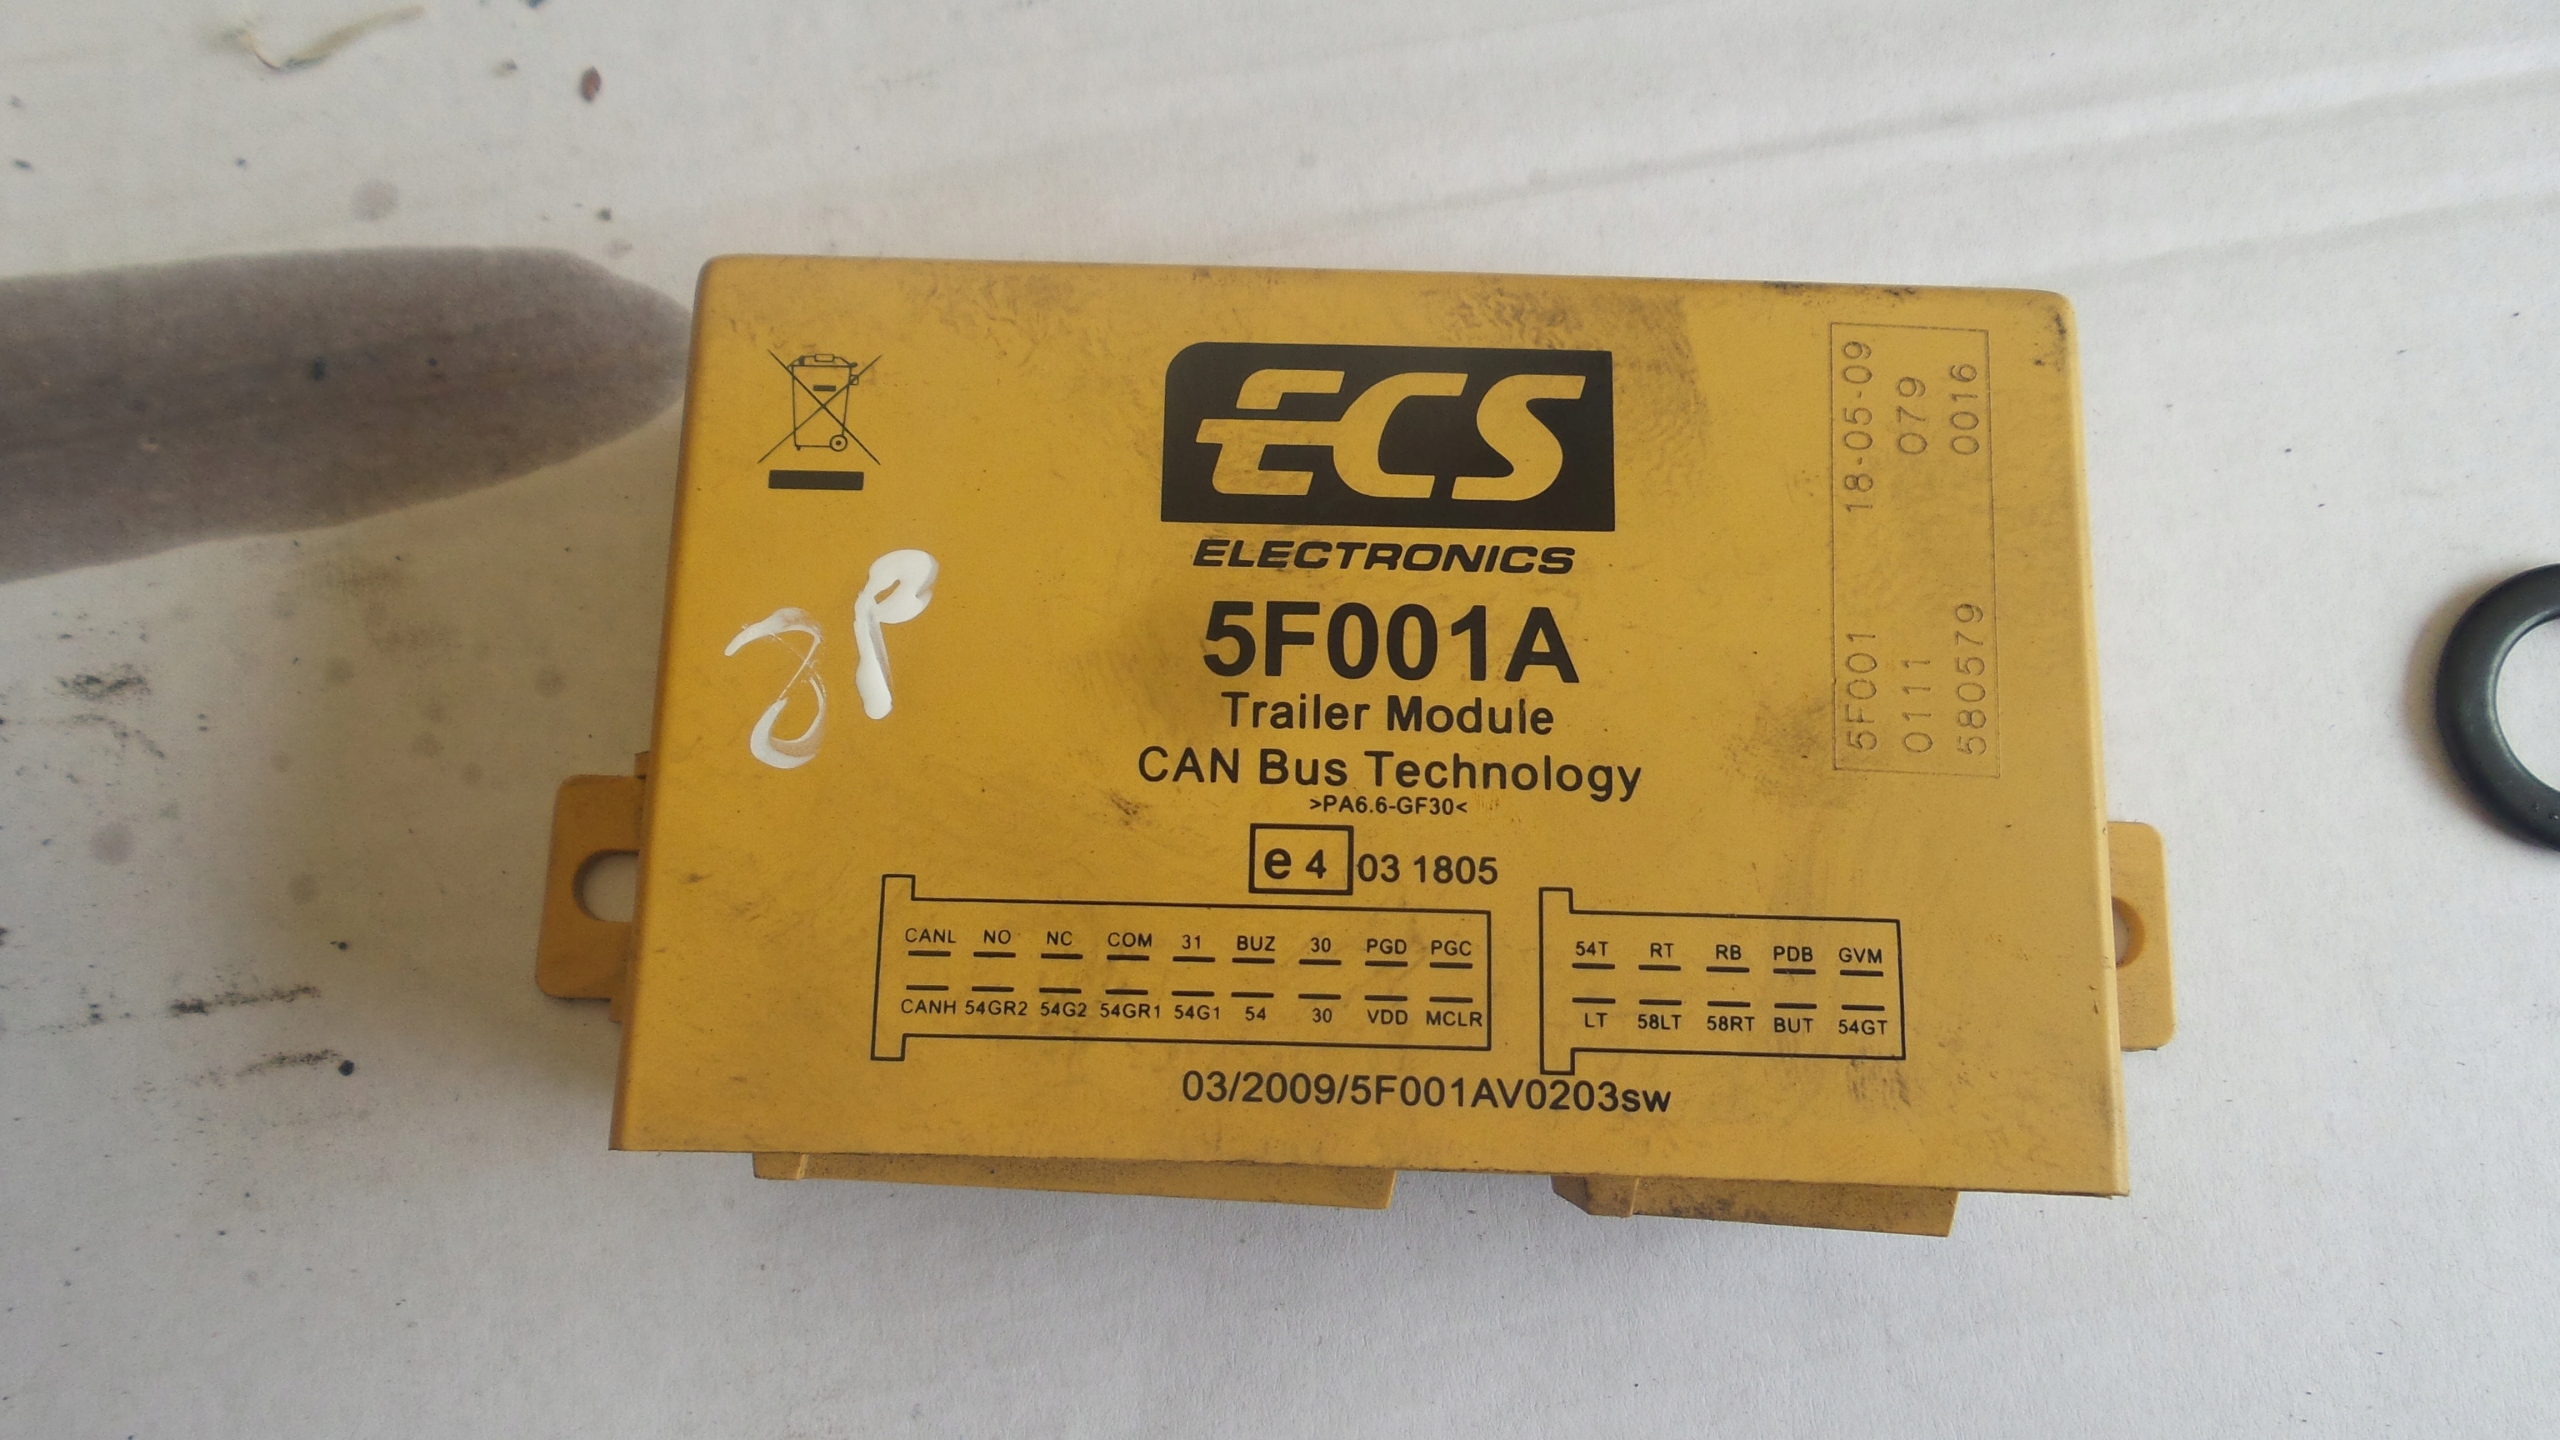 ECS
ELECTRONICS
5F001A
Trailer Module
CAN Bus Technology
>PA6.6-GF30<
e4 03 1805
CANL NO NC COM 31 BUZ 30 PGD PGC
CANH 54GR2 54G2 54GR1 54G1 54 30 VDD MCLR
54T RT RB PDB GVM
LT 58LT 58RT BUT 54GT
03/2009/5F001AV0203sw
5F001 18-05-09
0111 079
580579 0016